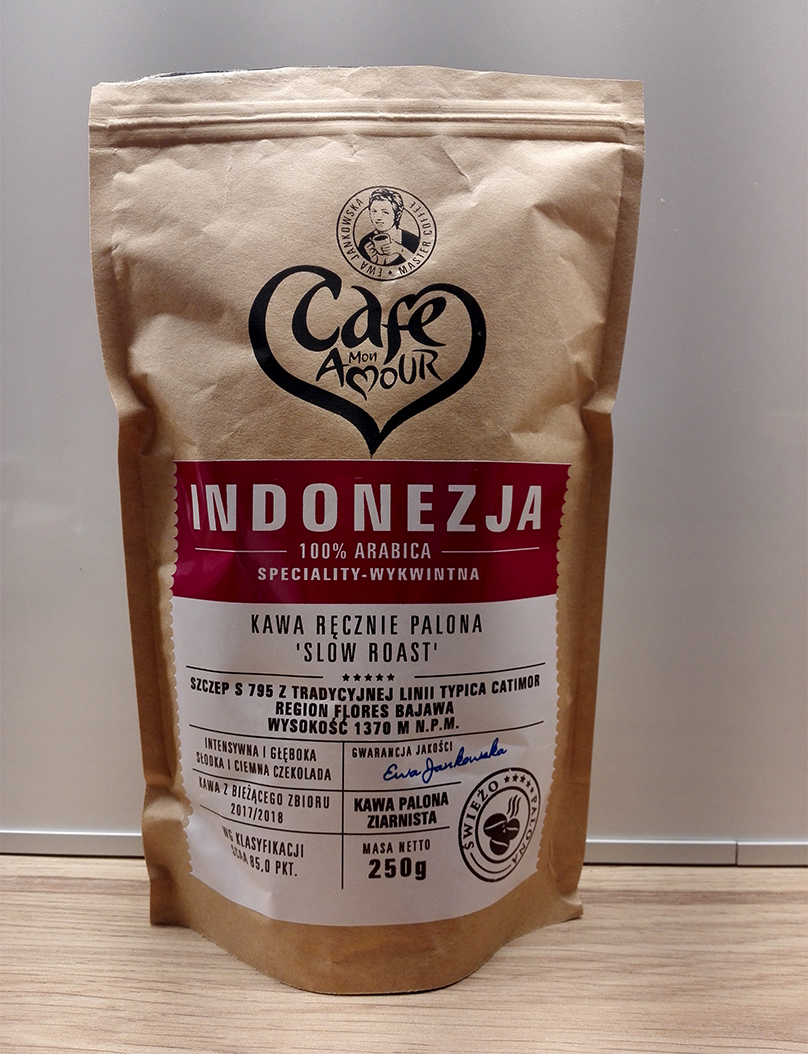 EWA JANKOWSKA • MASTER COFFEE
Cafe
Mon
AMOUR
INDONEZJA
100% ARABICA
SPECIALITY-WYKWINTNA
KAWA RĘCZNIE PALONA
'SLOW ROAST'
SZCZEP S 795 Z TRADYCYJNEJ LINII TYPICA CATIMOR
REGION FLORES BAJAWA
WYSOKOŚĆ 1370 M N.P.M.
INTENSYWNA I GŁĘBOKA
SŁODKA I CIEMNA CZEKOLADA
KAWA Z BIEŻĄCEGO ZBIORU
2017/2018
WG KLASYFIKACJI
SCAA 85,0 PKT.
GWARANCJA JAKOŚCI
Ewa Jankowska
KAWA PALONA
ZIARNISTA
MASA NETTO
250g
ŚWIEŻO PALONA